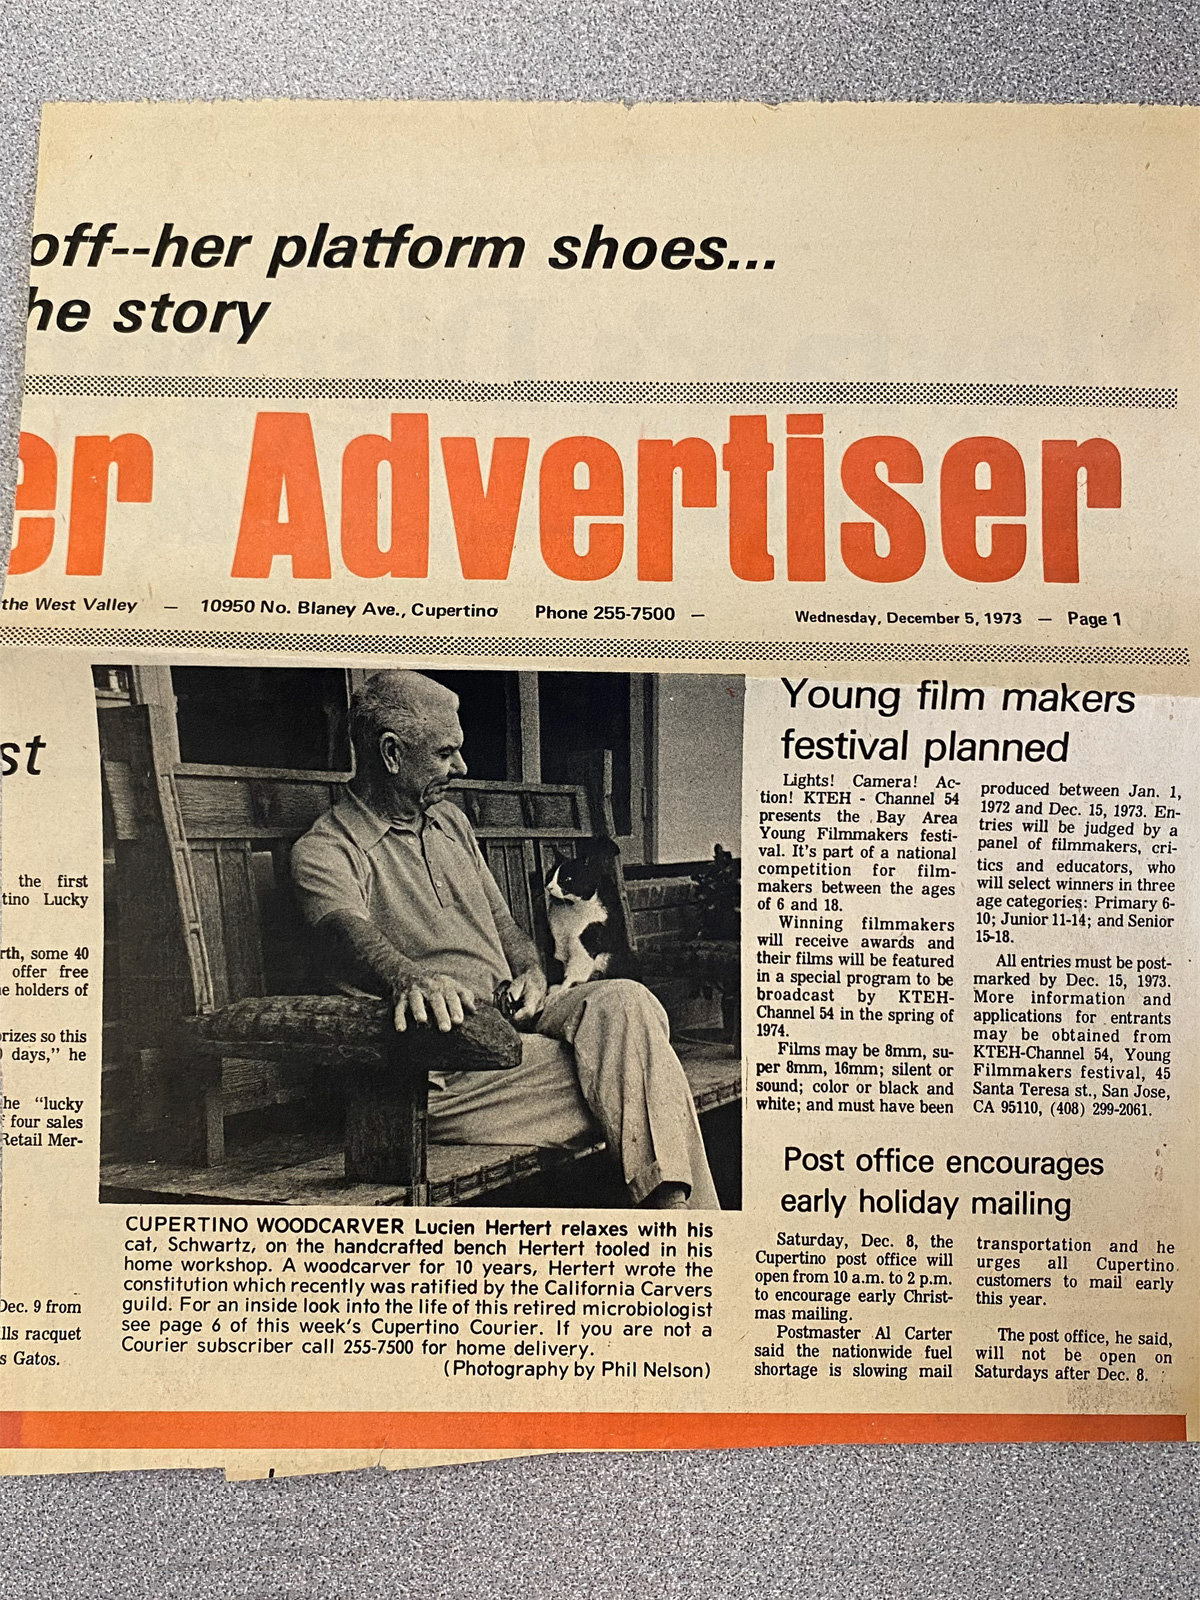 off--her platform shoes...
he story
er Advertiser
the West Valley — 10950 No. Blaney Ave., Cupertino Phone 255-7500 — Wednesday, December 5, 1973 — Page 1
st
the first
tino Lucky
rth, some 40
offer free
e holders of
rizes so this
days," he
he "lucky
four sales
Retail Mer-
Dec. 9 from
lls racquet
s Gatos.
CUPERTINO WOODCARVER Lucien Hertert relaxes with his
cat, Schwartz, on the handcrafted bench Hertert tooled in his
home workshop. A woodcarver for 10 years, Hertert wrote the
constitution which recently was ratified by the California Carvers
guild. For an inside look into the life of this retired microbiologist
see page 6 of this week's Cupertino Courier. If you are not a
Courier subscriber call 255-7500 for home delivery.
(Photography by Phil Nelson)
Young film makers
festival planned
Lights! Camera! Ac-
tion! KTEH - Channel 54
presents the Bay Area
Young Filmmakers festi-
val. It's part of a national
competition for film-
makers between the ages
of 6 and 18.
Winning filmmakers
will receive awards and
their films will be featured
in a special program to be
broadcast by KTEH-
Channel 54 in the spring of
1974.
Films may be 8mm, su-
per 8mm, 16mm; silent or
sound; color or black and
white; and must have been
produced between Jan. 1,
1972 and Dec. 15, 1973. En-
tries will be judged by a
panel of filmmakers, cri-
tics and educators, who
will select winners in three
age categories: Primary 6-
10; Junior 11-14; and Senior
15-18.
All entries must be post-
marked by Dec. 15, 1973.
More information and
applications for entrants
may be obtained from
KTEH-Channel 54, Young
Filmmakers festival, 45
Santa Teresa st., San Jose,
CA 95110, (408) 299-2061.
Post office encourages
early holiday mailing
Saturday, Dec. 8, the
Cupertino post office will
open from 10 a.m. to 2 p.m.
to encourage early Christ-
mas mailing.
Postmaster Al Carter
said the nationwide fuel
shortage is slowing mail
transportation and he
urges all Cupertino
customers to mail early
this year.
The post office, he said,
will not be open on
Saturdays after Dec. 8.